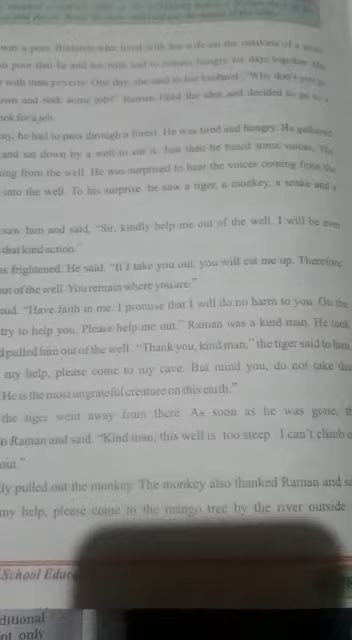 was a poor Brahmin who lived with his wife on the outskirts of a
poor that he and his wife had to remain hungry for days together.
with their poverty. One day, she said to her husband, "Why don't you go
own and seek some job?" Raman liked the idea and decided to go to a
ook for a job.
ay, he had to pass through a forest. He was tired and hungry. He gathered
and sat down by a well to eat it. Just then he heard some voices. The
ing from the well. He was surprised to hear the voices coming from the
into the well. To his surprise, he saw a tiger, a monkey, a snake and a
saw him and said, "Sir, kindly help me out of the well. I will be ever
that kind action."
s frightened. He said, "If I take you out, you will eat me up. Therefore
out of the well. You remain where you are."
aid, "Have faith in me. I promise that I will do no harm to you. On the
try to help you. Please help me out." Raman was a kind man. He took
pulled him out of the well. "Thank you, kind man," the tiger said to him,
my help, please come to my cave. But mind you, do not take the
He is the most ungrateful creature on this earth."
the tiger went away from there. As soon as he was gone, th
o Raman and said, "Kind man, this well is too steep. I can't climb o
out."
ly pulled out the monkey. The monkey also thanked Raman and sa
my help, please come to the mango tree by the river outside
School Educ
ditional
ot only